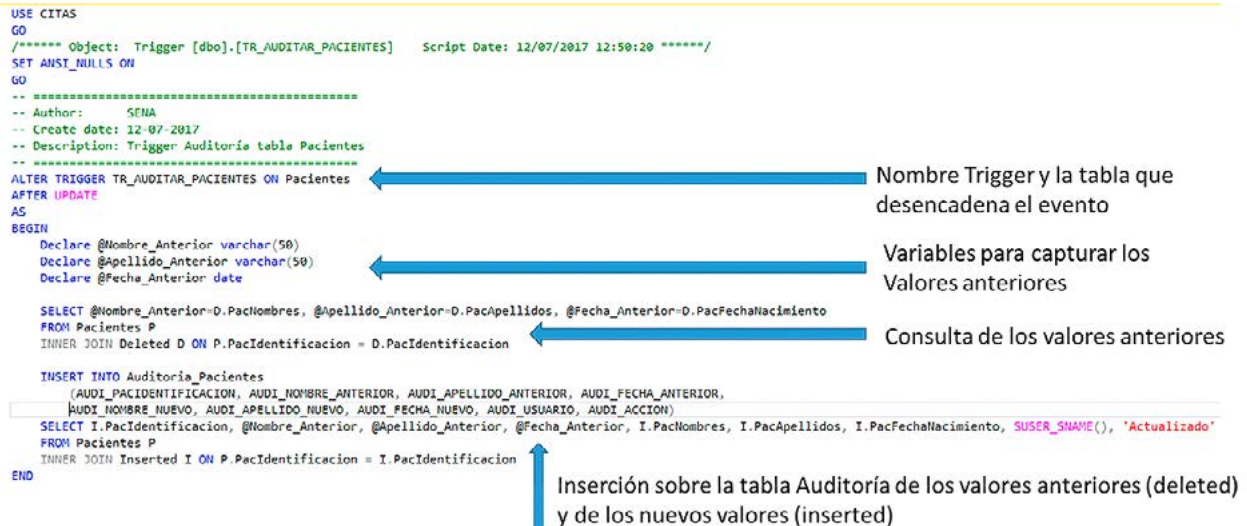 USE CITAS
GO
/****** Object:  Trigger [dbo].[TR_AUDITAR_PACIENTES]    Script Date: 12/07/2017 12:50:20 ******/
SET ANSI_NULLS ON
GO
-- =============================================
-- Author:      SENA
-- Create date: 12-07-2017
-- Description: Trigger Auditoría tabla Pacientes
-- =============================================
ALTER TRIGGER TR_AUDITAR_PACIENTES ON Pacientes
AFTER UPDATE
AS
BEGIN
    Declare @Nombre_Anterior varchar(50)
    Declare @Apellido_Anterior varchar(50)
    Declare @Fecha_Anterior date
    SELECT @Nombre_Anterior=D.PacNombres, @Apellido_Anterior=D.PacApellidos, @Fecha_Anterior=D.PacFechaNacimiento
    FROM Pacientes P
    INNER JOIN Deleted D ON P.PacIdentificacion = D.PacIdentificacion
    INSERT INTO Auditoria_Pacientes
        (AUDI_PACIDENTIFICACION, AUDI_NOMBRE_ANTERIOR, AUDI_APELLIDO_ANTERIOR, AUDI_FECHA_ANTERIOR,
        AUDI_NOMBRE_NUEVO, AUDI_APELLIDO_NUEVO, AUDI_FECHA_NUEVO, AUDI_USUARIO, AUDI_ACCION)
    SELECT I.PacIdentificacion, @Nombre_Anterior, @Apellido_Anterior, @Fecha_Anterior, I.PacNombres, I.PacApellidos, I.PacFechaNacimiento, SUSER_SNAME(), 'Actualizado'
    FROM Pacientes P
    INNER JOIN Inserted I ON P.PacIdentificacion = I.PacIdentificacion
END
Nombre Trigger y la tabla que
desencadena el evento
Variables para capturar los
Valores anteriores
Consulta de los valores anteriores
Inserción sobre la tabla Auditoría de los valores anteriores (deleted)
y de los nuevos valores (inserted)